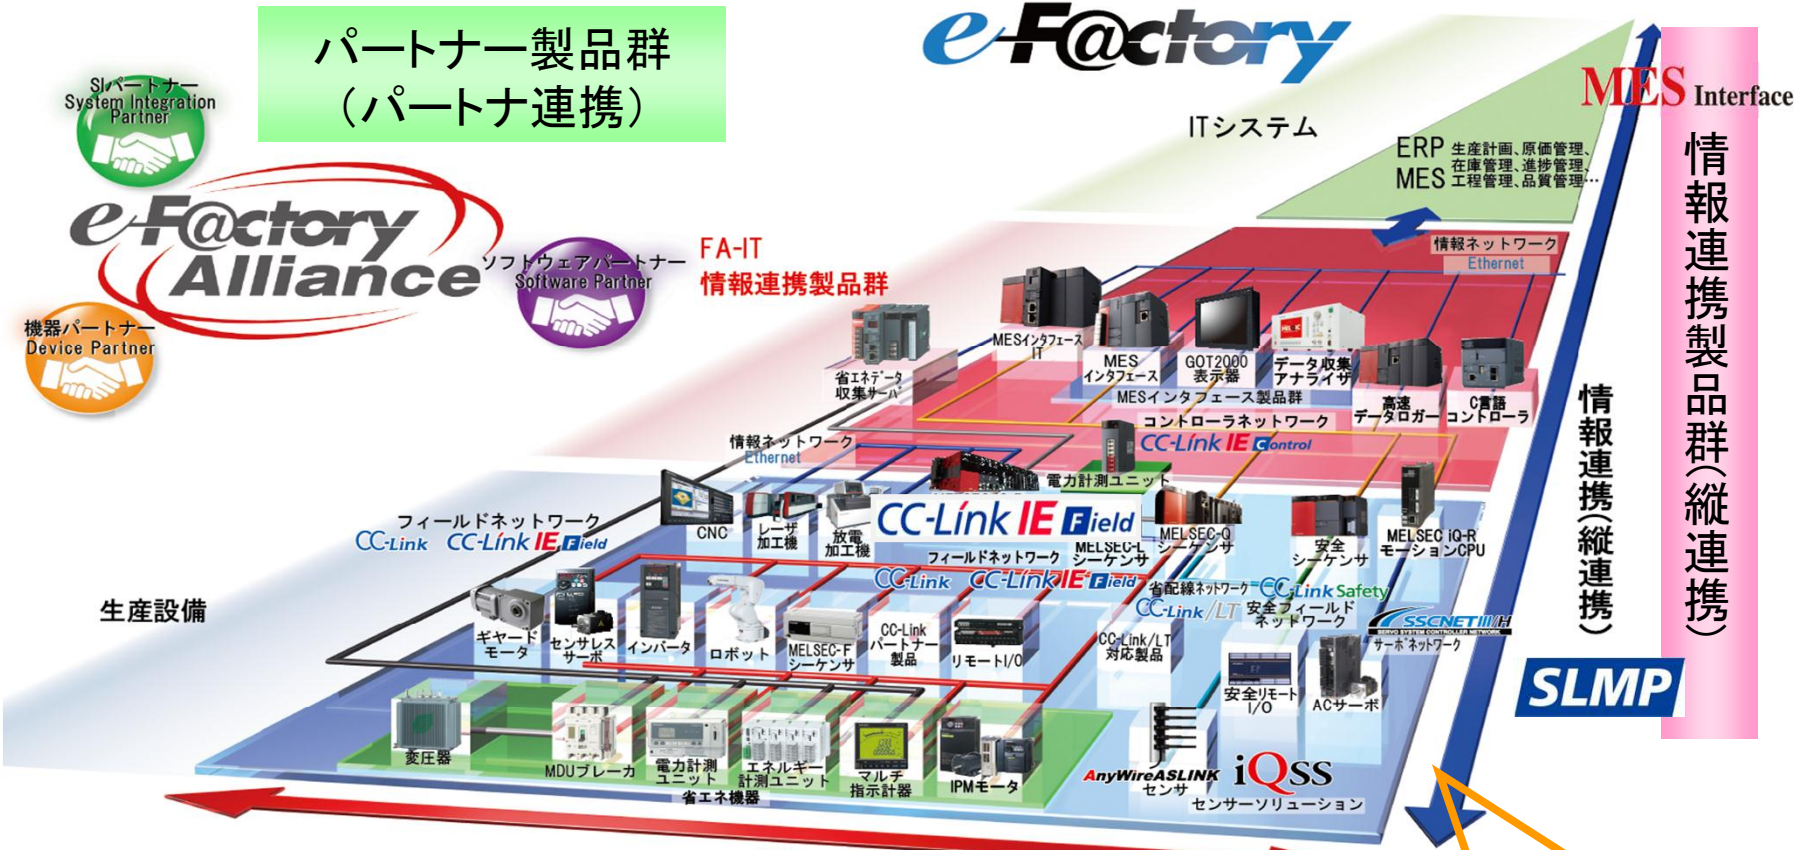 パートナー製品群
（パートナ連携）
e-F@ctory
SIパートナー
System Integration
Partner
e-F@ctory
Alliance
ソフトウェアパートナー
Software Partner
機器パートナー
Device Partner
ITシステム
MES Interface
ERP 生産計画、原価管理、
在庫管理、進捗管理、
MES 工程管理、品質管理…
情報連携製品群（縦連携）
情報連携（縦連携）
FA-IT
情報連携製品群
情報ネットワーク
Ethernet
省エネデータ
収集サーバ
MESインタフェース
IT
MES
インタフェース
GOT2000
表示器
データ収集
アナライザ
MESインタフェース製品群
高速
データロガー
C言語
コントローラ
コントローラネットワーク
CC-Link IE Control
情報ネットワーク
Ethernet
電力計測ユニット
フィールドネットワーク
CC-Link CC-Link IE Field
CNC
レーザ
加工機
放電
加工機
CC-Link IE Field
MELSEC-L
シーケンサ
MELSEC-Q
シーケンサ
安全
シーケンサ
MELSEC iQ-R
モーションCPU
フィールドネットワーク
CC-Link CC-Link IE Field
省配線ネットワーク
CC-Link/LT
CC-Link Safety
安全フィールド
ネットワーク
SSCNETIII/H
SERVO SYSTEM CONTROLLER NETWORK
サーボネットワーク
生産設備
ギヤード
モータ
センサレス
サーボ
インバータ
ロボット
MELSEC-F
シーケンサ
CC-Link
パートナー
製品
リモートI/O
CC-Link/LT
対応製品
安全リモート
I/O
ACサーボ
SLMP
変圧器
MDUブレーカ
電力計測
ユニット
エネルギー
計測ユニット
マルチ
指示計器
IPMモータ
省エネ機器
AnyWireASLINK
センサ
iQSS
センサーソリューション